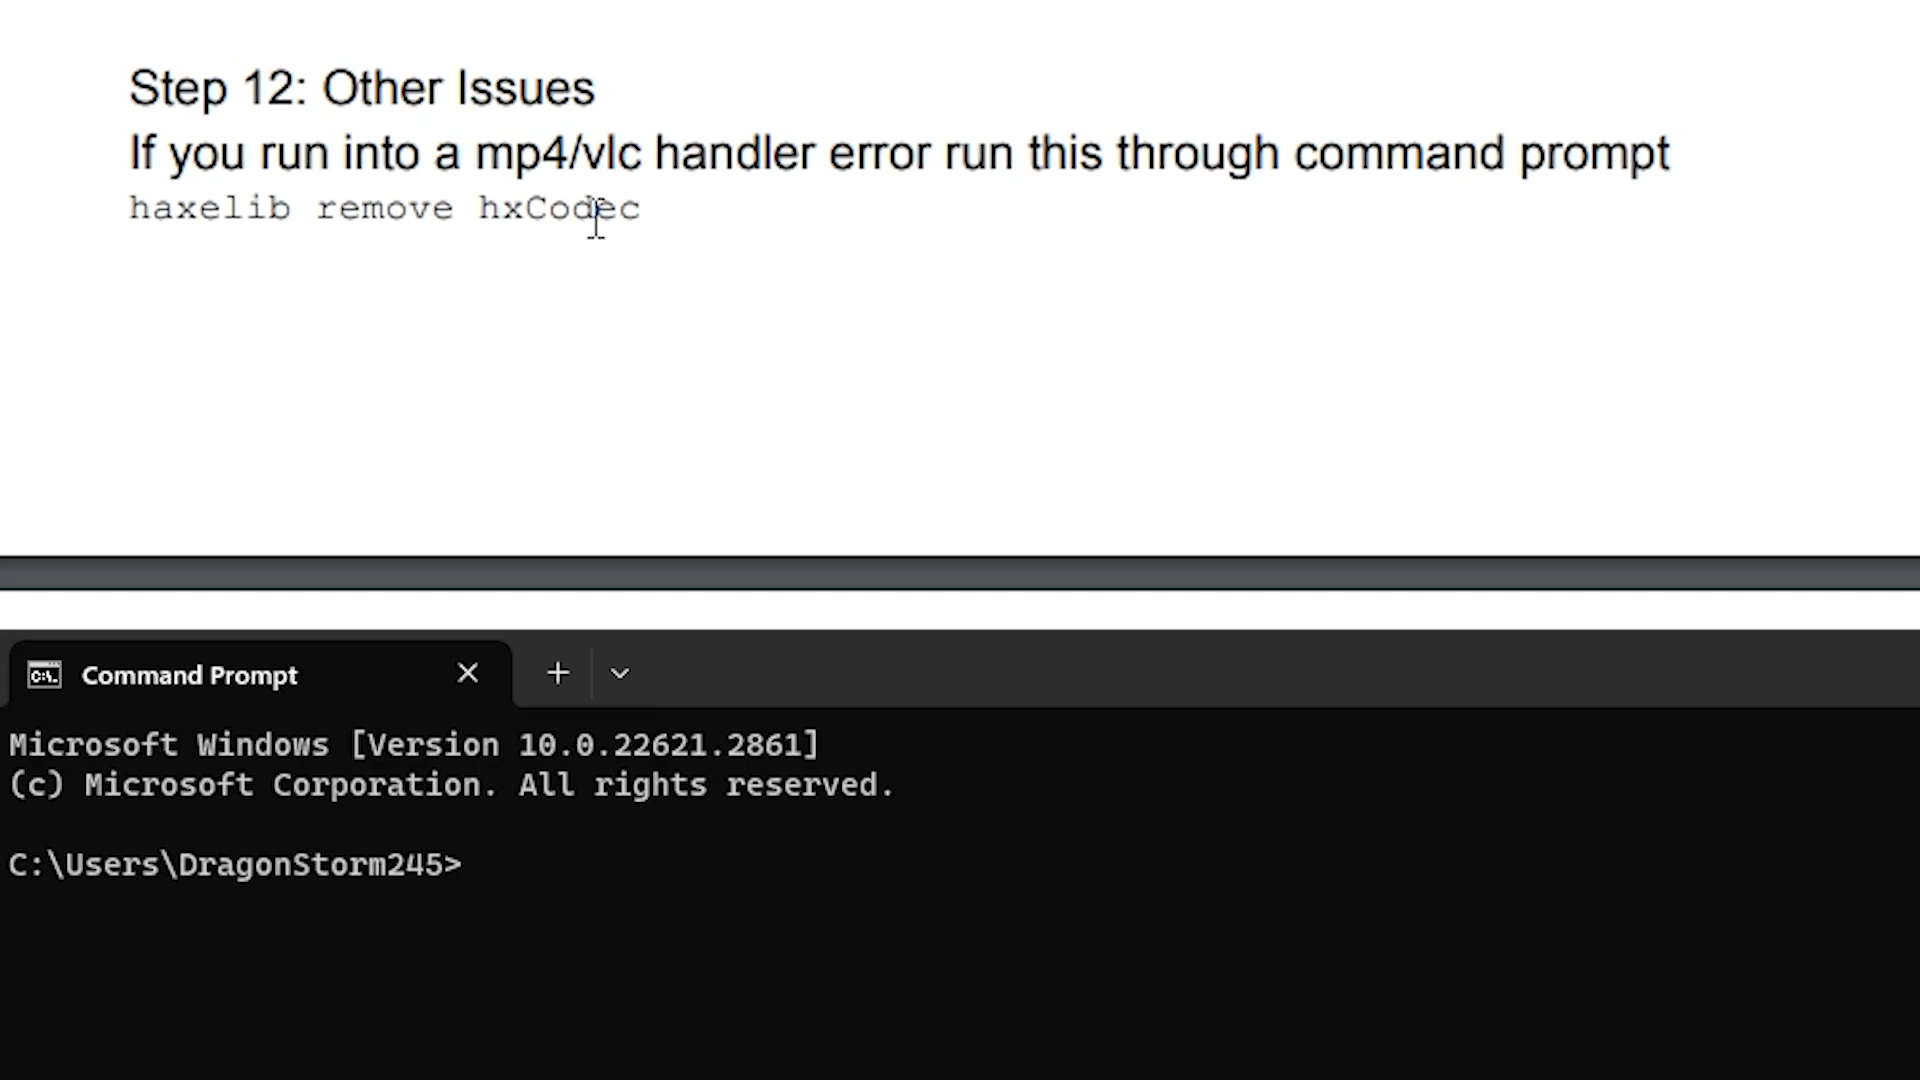 Step 12: Other Issues
If you run into a mp4/vlc handler error run this through command prompt
haxelib remove hxCodec
Command Prompt
Microsoft Windows [Version 10.0.22621.2861]
(c) Microsoft Corporation. All rights reserved.
C:\Users\DragonStorm245>